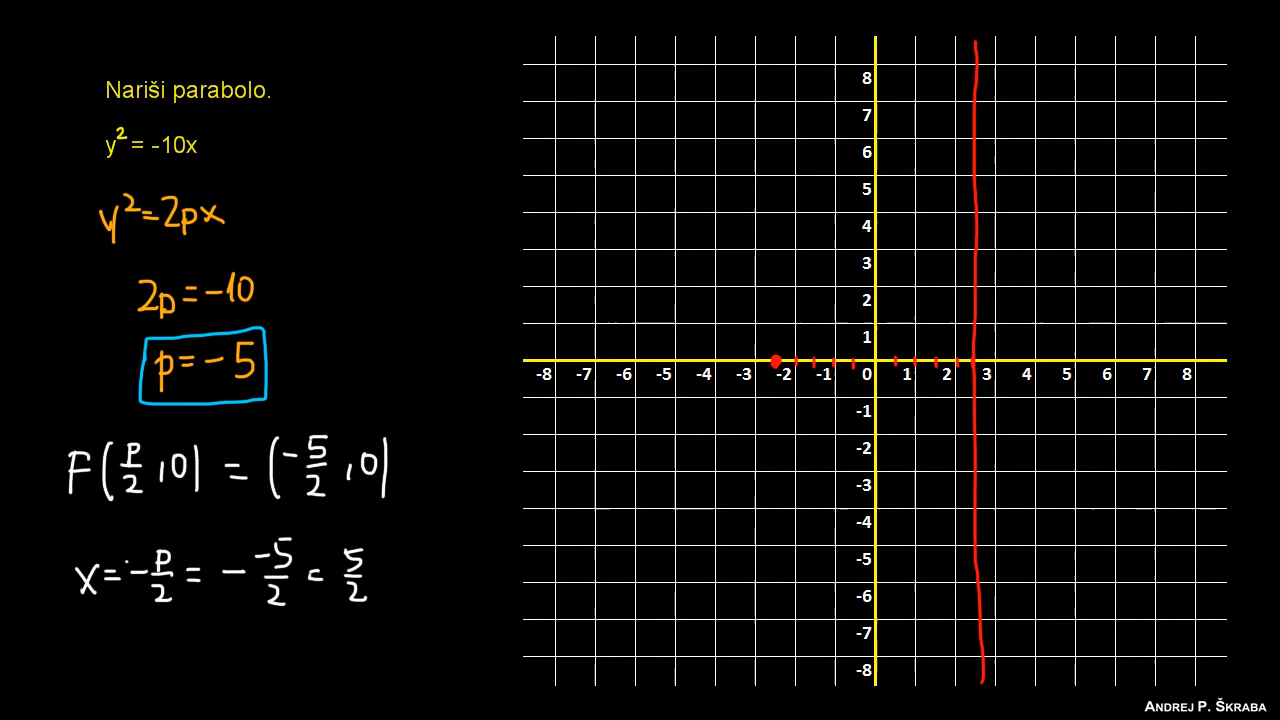 Nariši parabolo.
y² = -10x
y²=2px
2p=-10
p=-5
F(p/2,0) = (-5/2,0)
x=-p/2 = - -5/2 = 5/2
8
7
6
5
4
3
2
1
-8 -7 -6 -5 -4 -3 -2 -1 0 1 2 3 4 5 6 7 8
-1
-2
-3
-4
-5
-6
-7
-8
ANDREJ P. ŠKRABA